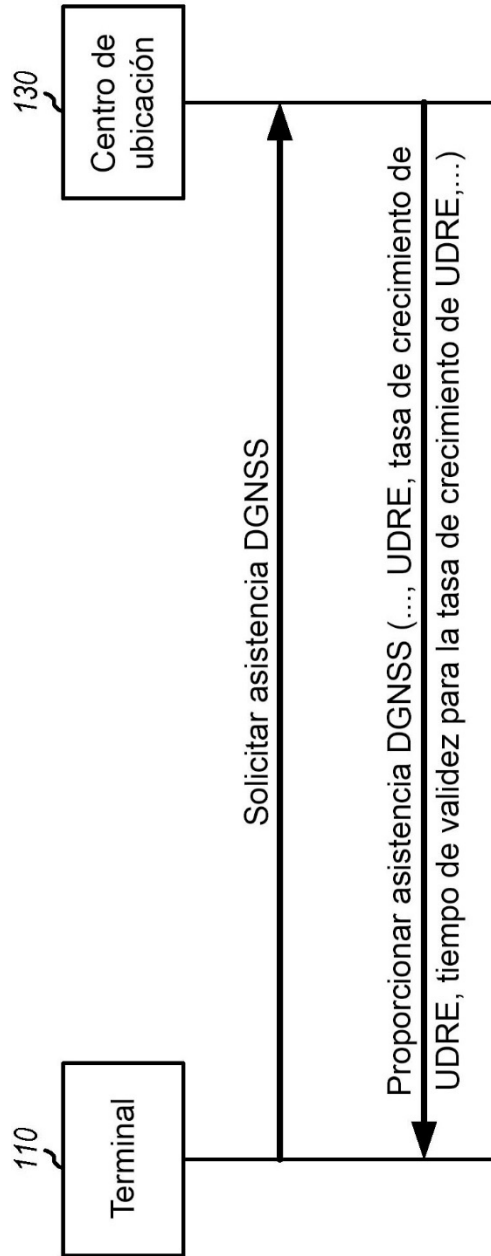 110
Terminal
130
Centro de
ubicación
Solicitar asistencia DGNSS
Proporcionar asistencia DGNSS (..., UDRE, tasa de crecimiento de
UDRE, tiempo de validez para la tasa de crecimiento de UDRE,...)